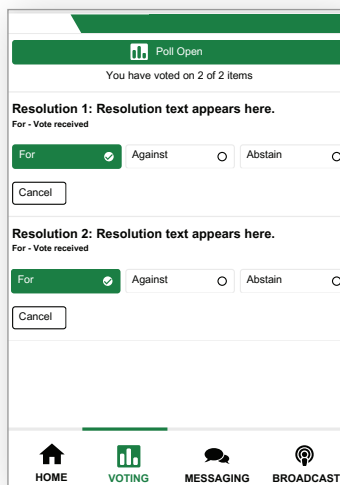 Poll Open
You have voted on 2 of 2 items
Resolution 1: Resolution text appears here.
For - Vote received
For Against Abstain
Cancel
Resolution 2: Resolution text appears here.
For - Vote received
For Against Abstain
Cancel
HOME VOTING MESSAGING BROADCAST